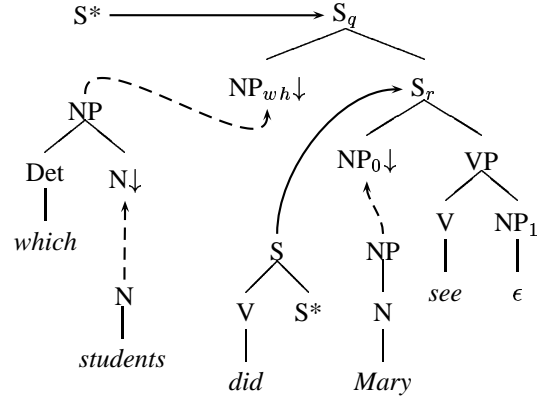 S* S_q
NP_wh↓ S_r
NP
Det N↓ NP_0↓ VP
which V NP_1
S NP see ϵ
N V S* N
students did Mary